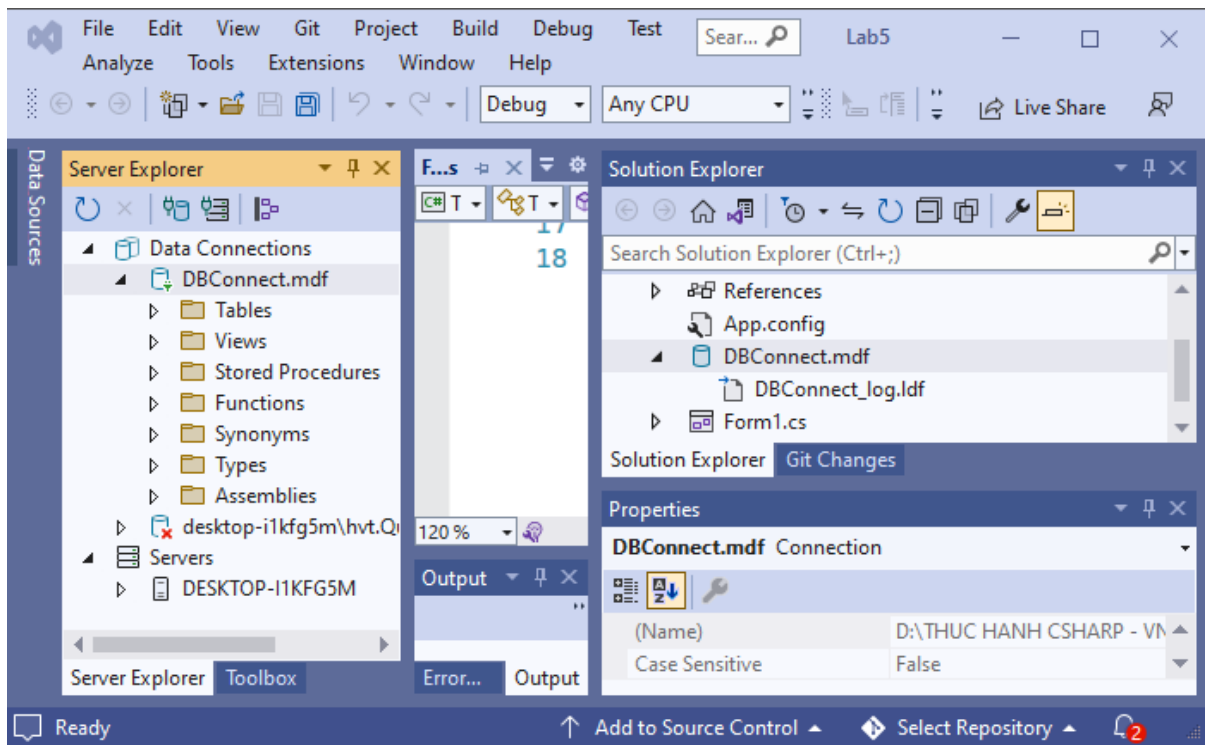 File Edit View Git Project Build Debug Test Sear... Lab5
Analyze Tools Extensions Window Help
Debug Any CPU Live Share
Data Sources
Server Explorer
Data Connections
DBConnect.mdf
Tables
Views
Stored Procedures
Functions
Synonyms
Types
Assemblies
desktop-i1kfg5m\hvt.Qu
Servers
DESKTOP-I1KFG5M
Server Explorer Toolbox
F...s
C# T T
17
18
120 %
Output
Error... Output
Solution Explorer
Search Solution Explorer (Ctrl+;)
References
App.config
DBConnect.mdf
DBConnect_log.ldf
Form1.cs
Solution Explorer Git Changes
Properties
DBConnect.mdf Connection
(Name) D:\THUC HANH CSHARP - VN
Case Sensitive False
Ready Add to Source Control Select Repository 2